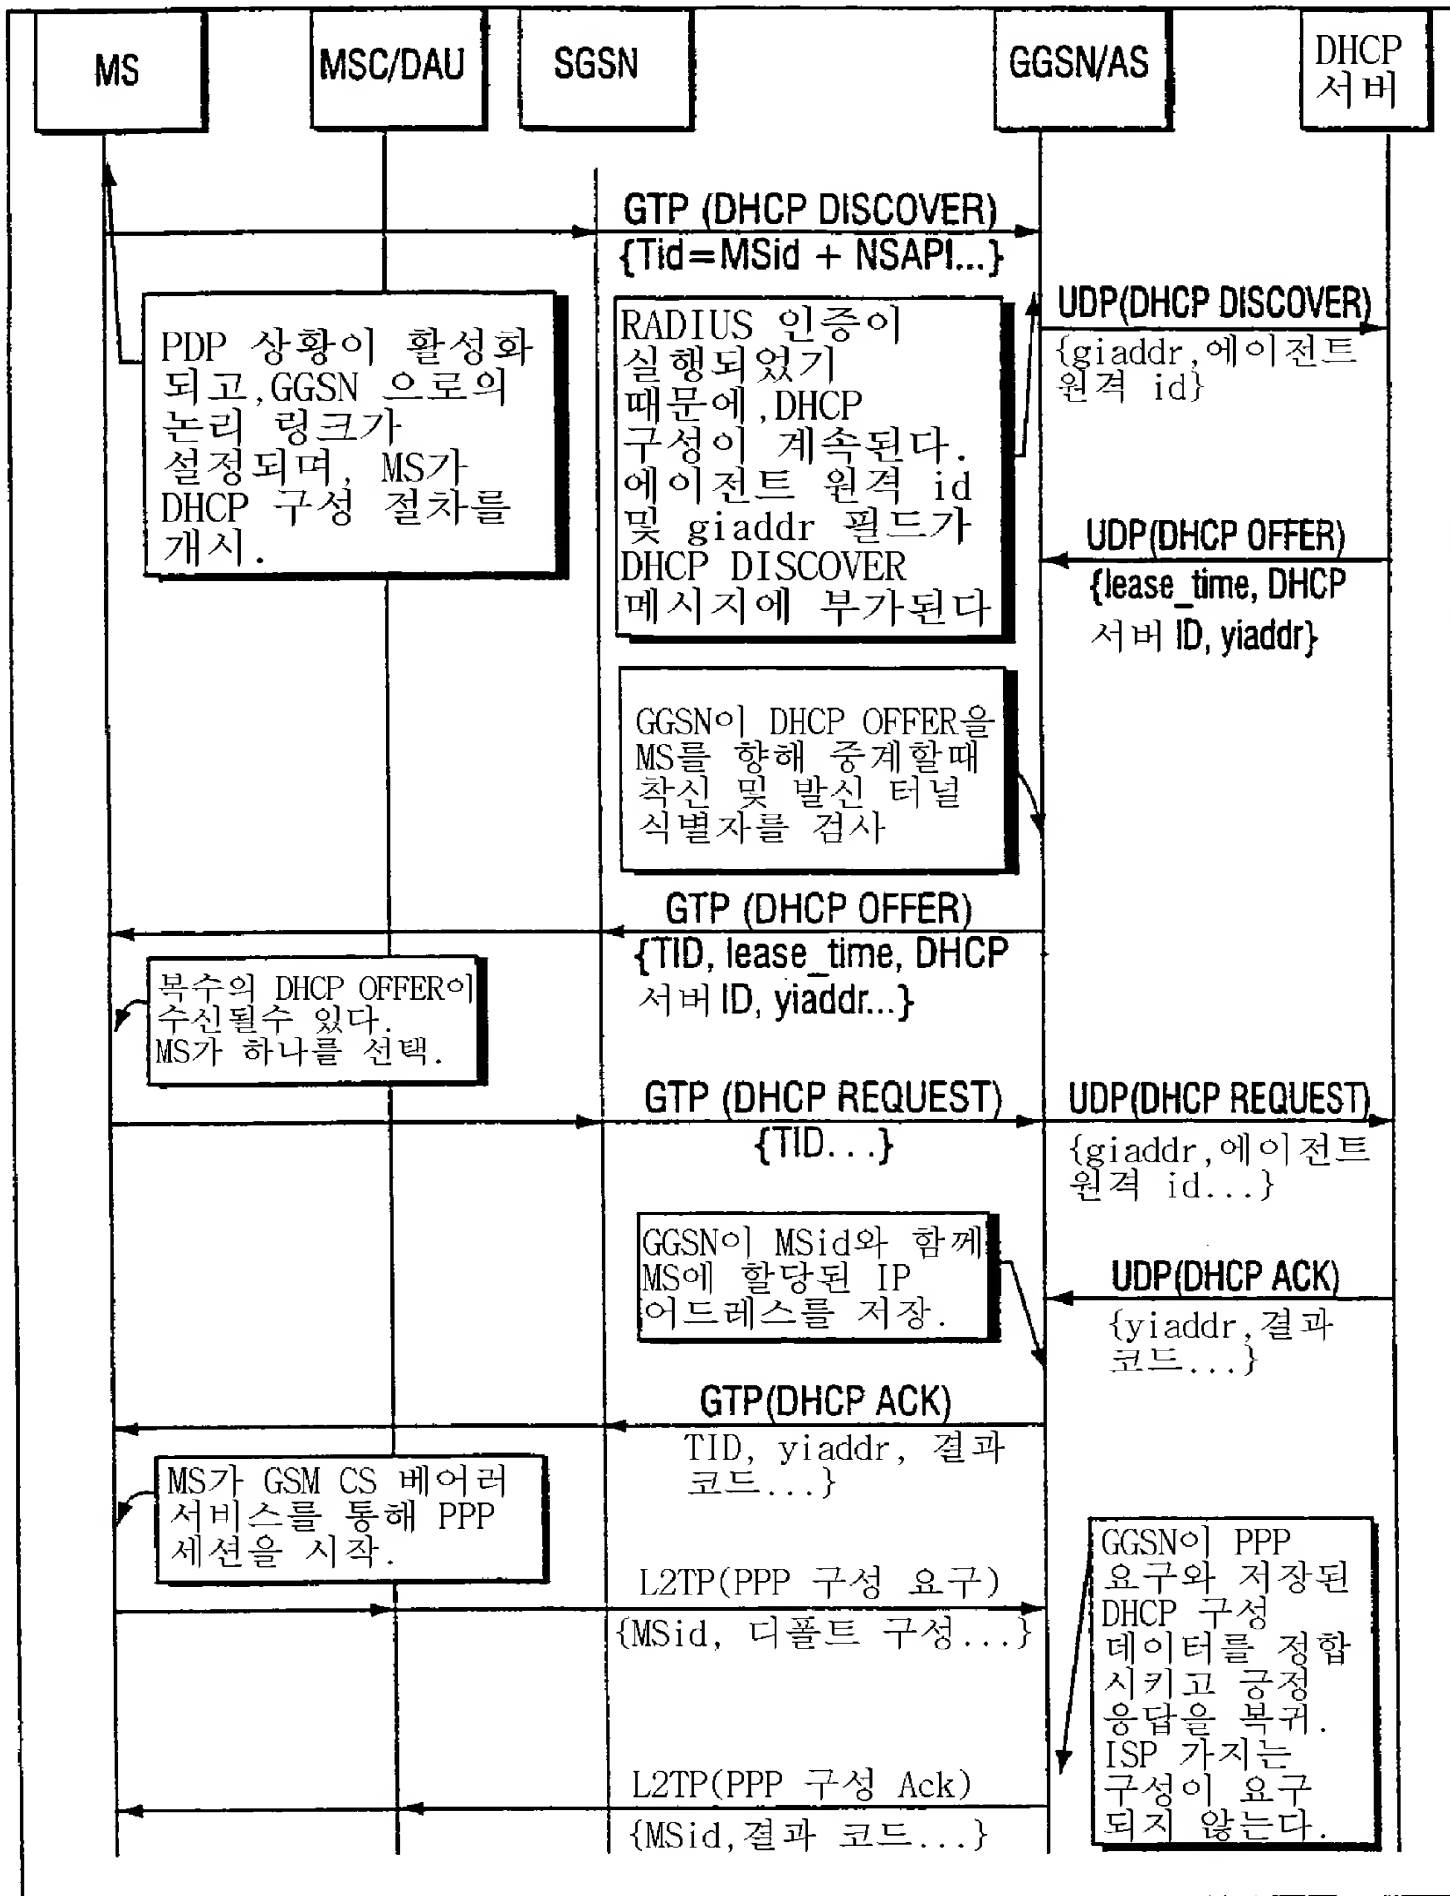 MS
MSC/DAU
SGSN
GGSN/AS
DHCP
서버
GTP (DHCP DISCOVER)
{Tid=MSid + NSAPI...}
PDP 상황이 활성화
되고,GGSN 으로의
논리 링크가
설정되며, MS가
DHCP 구성 절차를
개시.
RADIUS 인증이
실행되었기
때문에,DHCP
구성이 계속된다.
에이전트 원격 id
및 giaddr 필드가
DHCP DISCOVER
메시지에 부가된다
UDP(DHCP DISCOVER)
{giaddr,에이전트
원격 id}
UDP(DHCP OFFER)
{lease_time, DHCP
서버 ID, yiaddr}
GGSN이 DHCP OFFER을
MS를 향해 중계할때
착신 및 발신 터널
식별자를 검사
GTP (DHCP OFFER)
{TID, lease_time, DHCP
서버 ID, yiaddr...}
복수의 DHCP OFFER이
수신될수 있다.
MS가 하나를 선택.
GTP (DHCP REQUEST)
{TID...}
UDP(DHCP REQUEST)
{giaddr,에이전트
원격 id...}
GGSN이 MSid와 함께
MS에 할당된 IP
어드레스를 저장.
UDP(DHCP ACK)
{yiaddr,결과
코드...}
GTP(DHCP ACK)
TID, yiaddr, 결과
코드...}
MS가 GSM CS 베어러
서비스를 통해 PPP
세션을 시작.
L2TP(PPP 구성 요구)
{MSid, 디폴트 구성...}
GGSN이 PPP
요구와 저장된
DHCP 구성
데이터를 정합
시키고 긍정
응답을 복귀.
ISP 가지는
구성이 요구
되지 않는다.
L2TP(PPP 구성 Ack)
{MSid,결과 코드...}